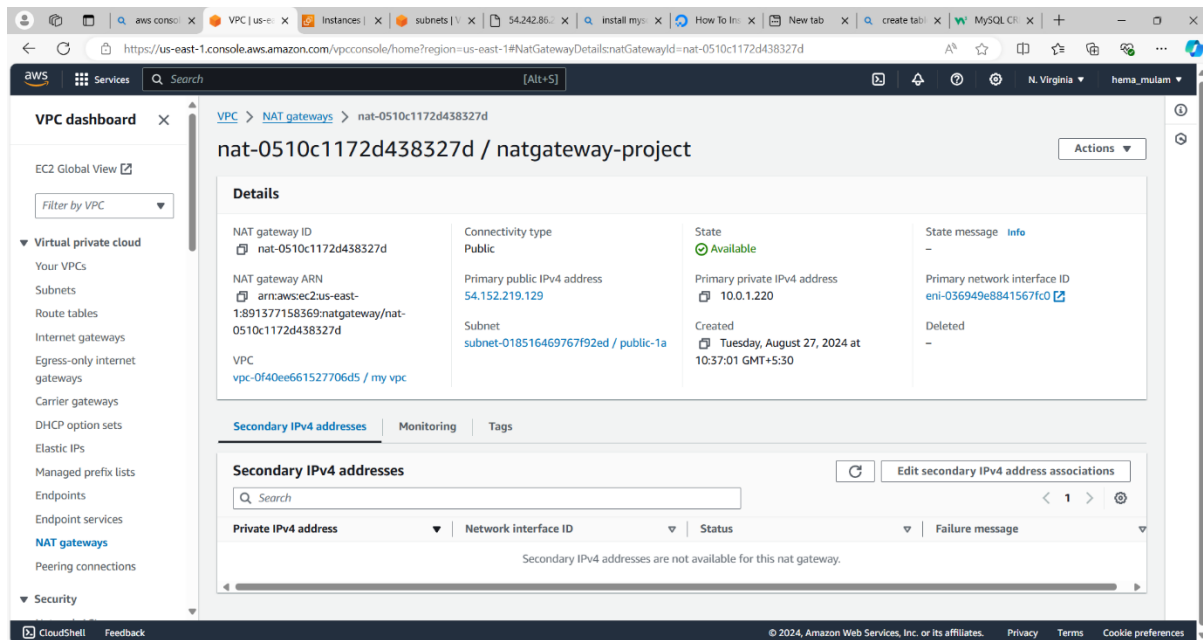 aws consol
VPC | us-e
Instances |
subnets | V
54.242.86.2
install mys
How To Ins
New tab
create tabl
MySQL CR
https://us-east-1.console.aws.amazon.com/vpcconsole/home?region=us-east-1#NatGatewayDetails:natGatewayId=nat-0510c1172d438327d
aws
Services
Search
[Alt+S]
N. Virginia
hema_mulam
VPC dashboard
EC2 Global View
Filter by VPC
Virtual private cloud
Your VPCs
Subnets
Route tables
Internet gateways
Egress-only internet
gateways
Carrier gateways
DHCP option sets
Elastic IPs
Managed prefix lists
Endpoints
Endpoint services
NAT gateways
Peering connections
Security
VPC > NAT gateways > nat-0510c1172d438327d
nat-0510c1172d438327d / natgateway-project
Actions
Details
NAT gateway ID
nat-0510c1172d438327d
Connectivity type
Public
State
Available
State message Info
–
NAT gateway ARN
arn:aws:ec2:us-east-
1:891377158369:natgateway/nat-
0510c1172d438327d
Primary public IPv4 address
54.152.219.129
Primary private IPv4 address
10.0.1.220
Primary network interface ID
eni-036949e8841567fc0
VPC
vpc-0f40ee661527706d5 / my vpc
Subnet
subnet-018516469767f92ed / public-1a
Created
Tuesday, August 27, 2024 at
10:37:01 GMT+5:30
Deleted
–
Secondary IPv4 addresses
Monitoring
Tags
Secondary IPv4 addresses
Edit secondary IPv4 address associations
Search
1
Private IPv4 address
Network interface ID
Status
Failure message
Secondary IPv4 addresses are not available for this nat gateway.
CloudShell
Feedback
© 2024, Amazon Web Services, Inc. or its affiliates.
Privacy
Terms
Cookie preferences